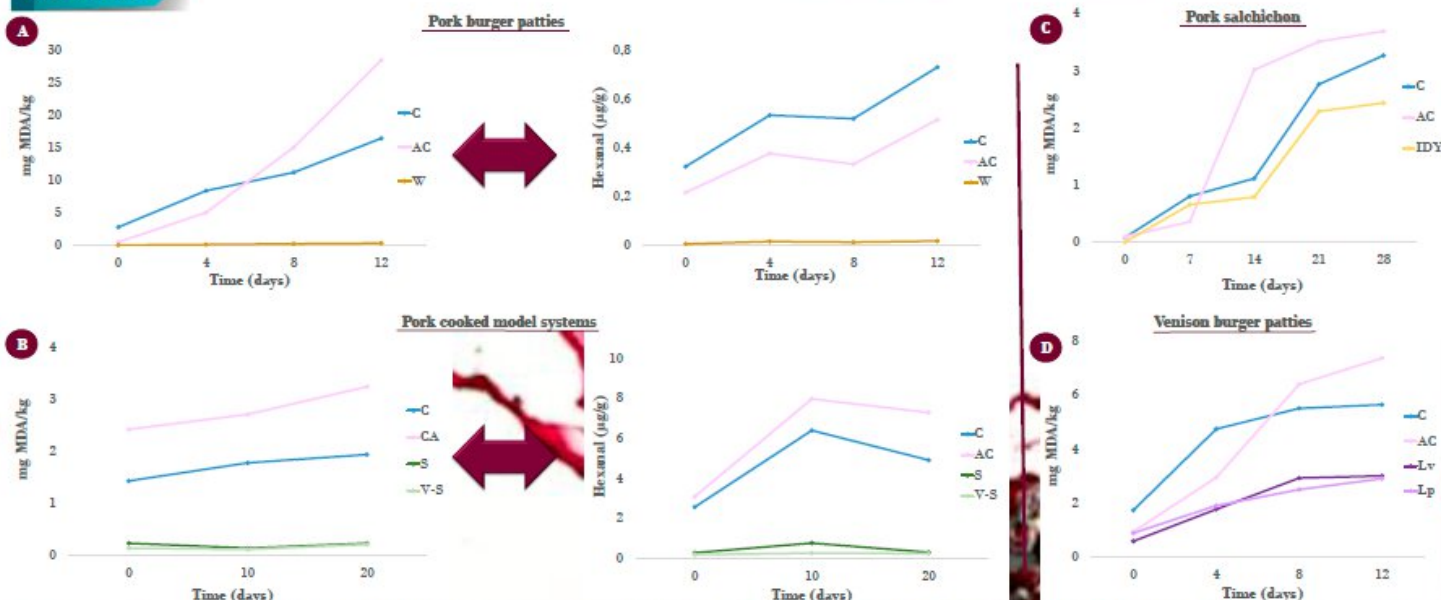 A
Pork burger patties
mg MDA/kg
30
25
20
15
10
5
0
0 4 8 12
Time (days)
C
AC
W
Hexanal (µg/g)
0,8
0,6
0,4
0,2
0
0 4 8 12
Time (days)
C
AC
W
B
Pork cooked model systems
mg MDA/kg
4
3
2
1
0
0 10 20
Time (days)
C
CA
S
V-S
Hexanal (µg/g)
10
8
6
4
2
0
0 10 20
Time (days)
C
AC
S
V-S
C
Pork salchichon
mg MDA/kg
4
3
2
1
0
0 7 14 21 28
Time (days)
C
AC
IDY
D
Venison burger patties
mg MDA/kg
8
6
4
2
0
0 4 8 12
Time (days)
C
AC
Lv
Lp